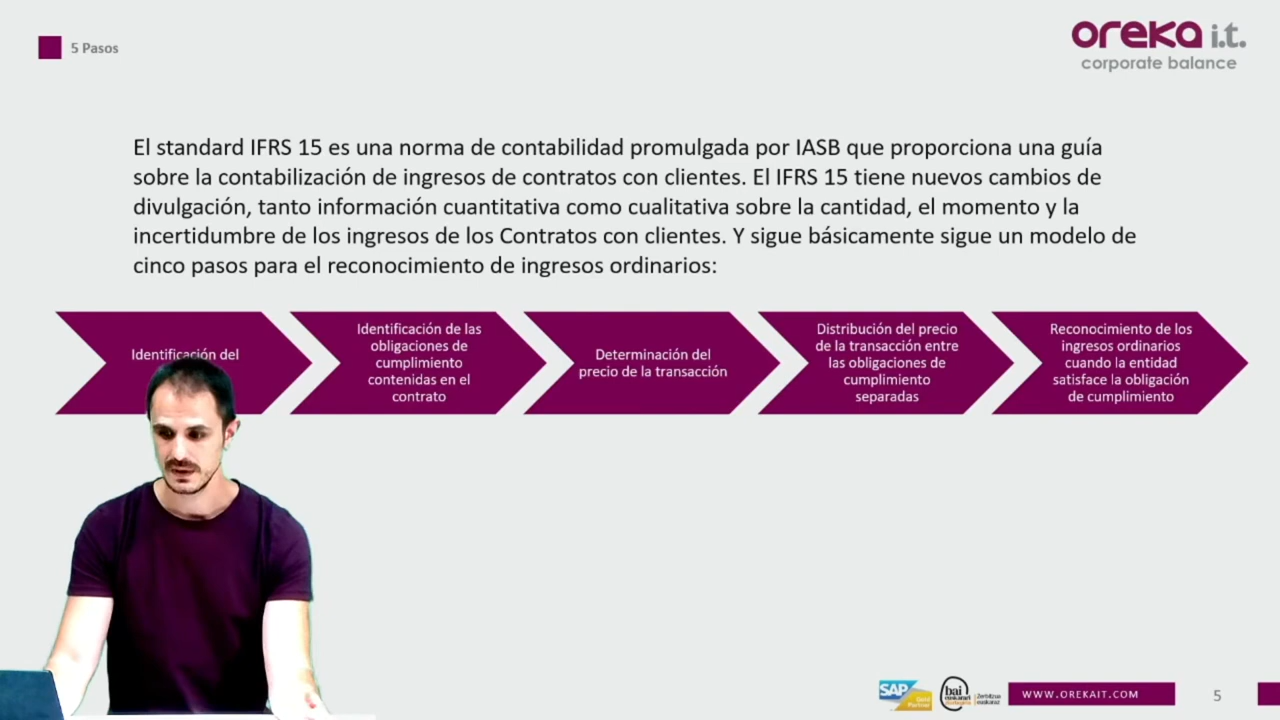 5 Pasos
oreka i.t.
corporate balance
El standard IFRS 15 es una norma de contabilidad promulgada por IASB que proporciona una guía
sobre la contabilización de ingresos de contratos con clientes. El IFRS 15 tiene nuevos cambios de
divulgación, tanto información cuantitativa como cualitativa sobre la cantidad, el momento y la
incertidumbre de los ingresos de los Contratos con clientes. Y sigue básicamente sigue un modelo de
cinco pasos para el reconocimiento de ingresos ordinarios:
Identificación del
Identificación de las
obligaciones de
cumplimiento
contenidas en el
contrato
Determinación del
precio de la transacción
Distribución del precio
de la transacción entre
las obligaciones de
cumplimiento
separadas
Reconocimiento de los
ingresos ordinarios
cuando la entidad
satisface la obligación
de cumplimiento
SAP
Gold
Partner
bai
euskarari
Zerbitzua
euskaraz
WWW.OREKAIT.COM
5